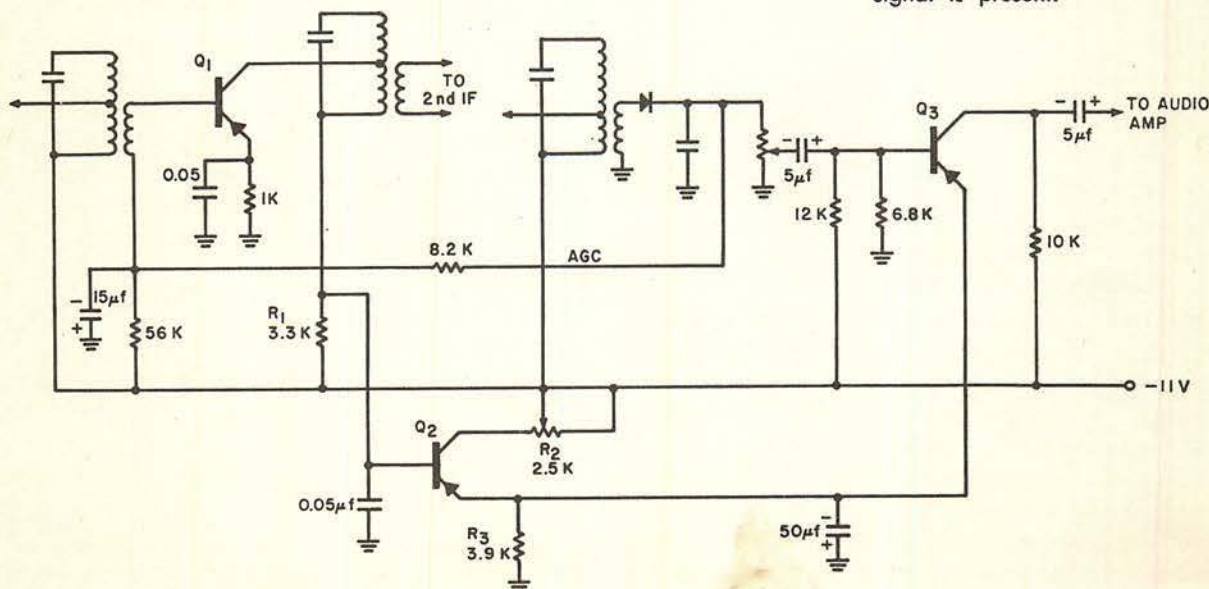 signal is present.
Q1
TO
2nd IF
Q3
TO AUDIO
AMP
- +
5µf
- +
5µf
0.05
1K
12 K
6.8 K
10 K
8.2 K
AGC
-
15µf
+
56 K
R1
3.3 K
-11V
Q2
R2
2.5 K
0.05µf
R3
3.9 K
-
50µf
+